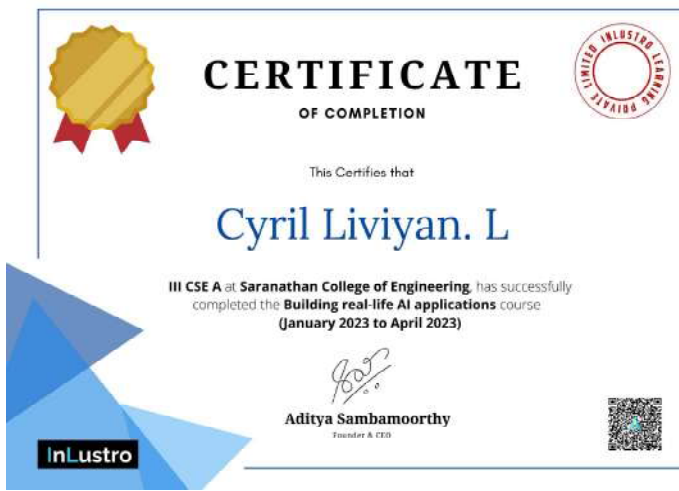 CERTIFICATE
OF COMPLETION
INLUSTRO LEARNING PRIVATE LIMITED
This Certifies that
Cyril Liviyan. L
III CSE A at Saranathan College of Engineering, has successfully
completed the Building real-life AI applications course
(January 2023 to April 2023)
Aditya Sambamoorthy
Founder & CEO
InLustro